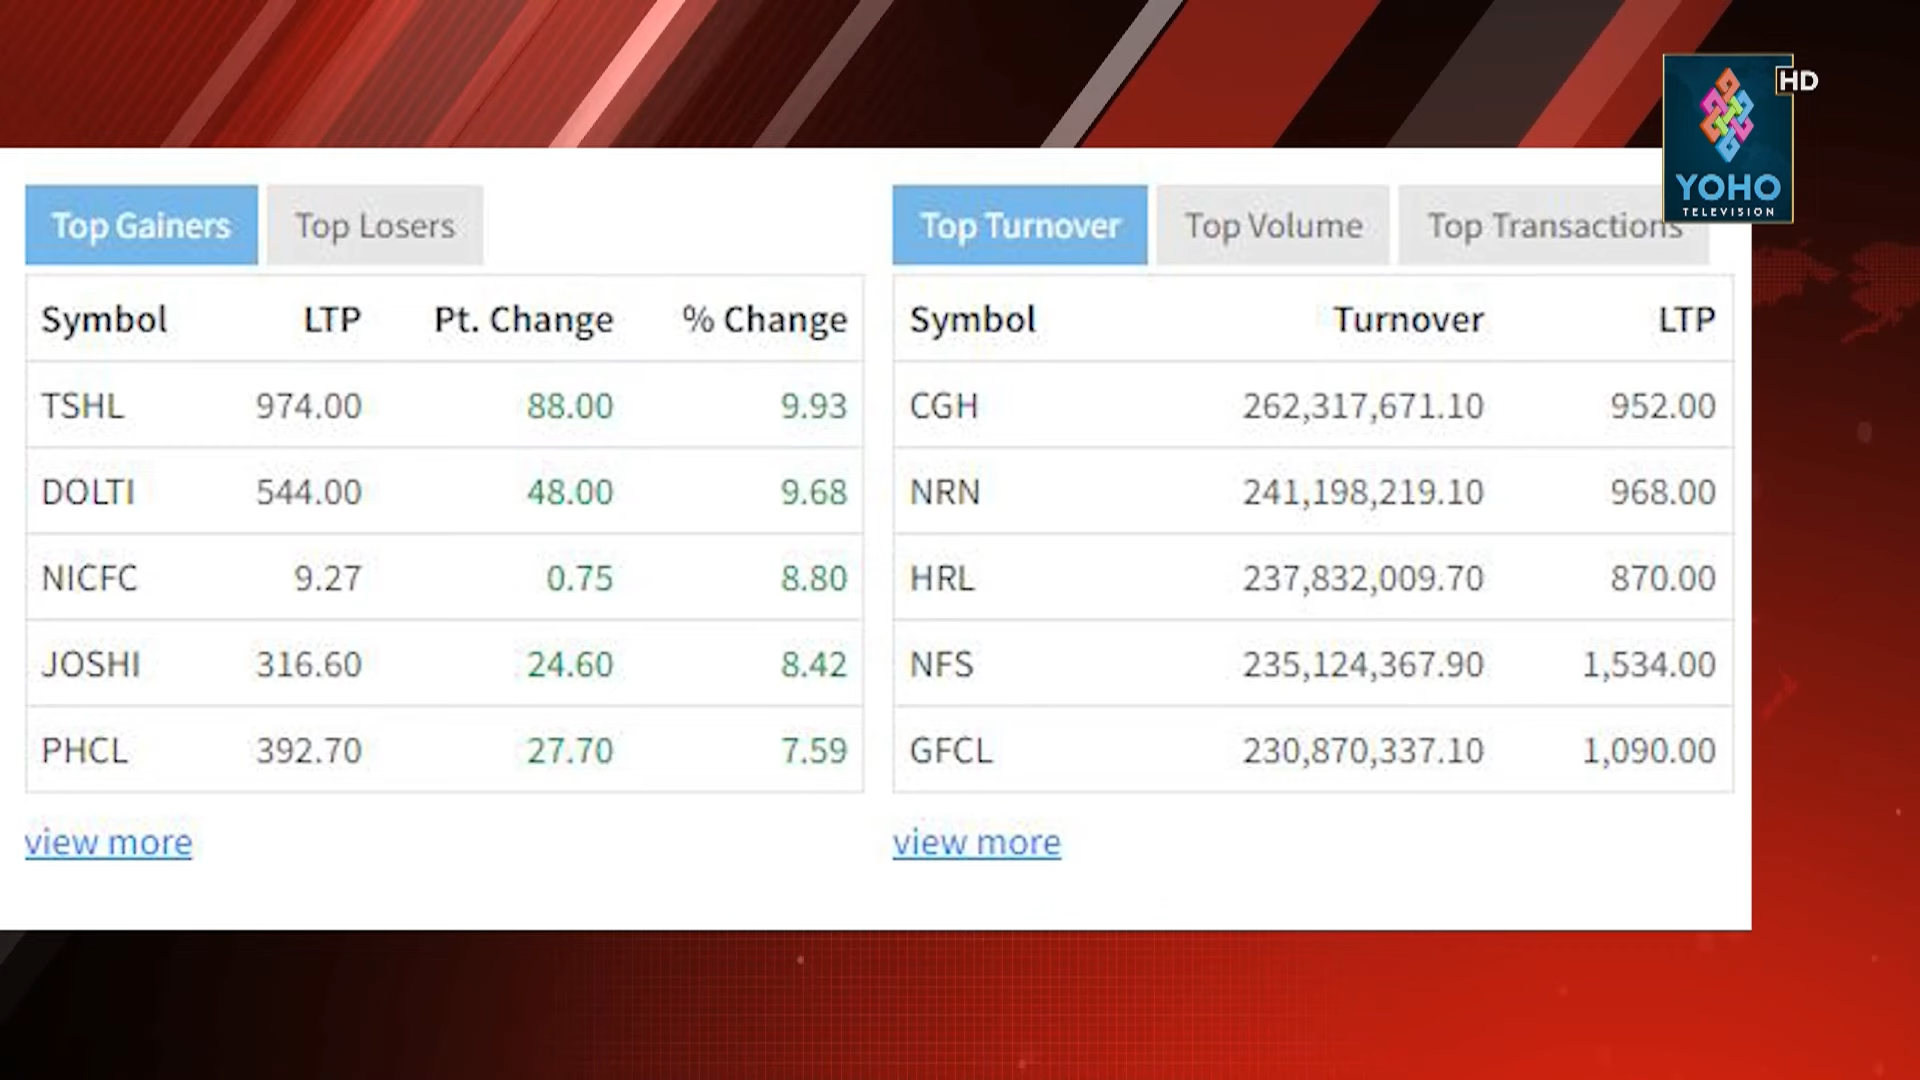 HD
YOHO
TELEVISION
Top Gainers Top Losers
Symbol LTP Pt. Change % Change
TSHL 974.00 88.00 9.93
DOLTI 544.00 48.00 9.68
NICFC 9.27 0.75 8.80
JOSHI 316.60 24.60 8.42
PHCL 392.70 27.70 7.59
view more
Top Turnover Top Volume Top Transactions
Symbol Turnover LTP
CGH 262,317,671.10 952.00
NRN 241,198,219.10 968.00
HRL 237,832,009.70 870.00
NFS 235,124,367.90 1,534.00
GFCL 230,870,337.10 1,090.00
view more